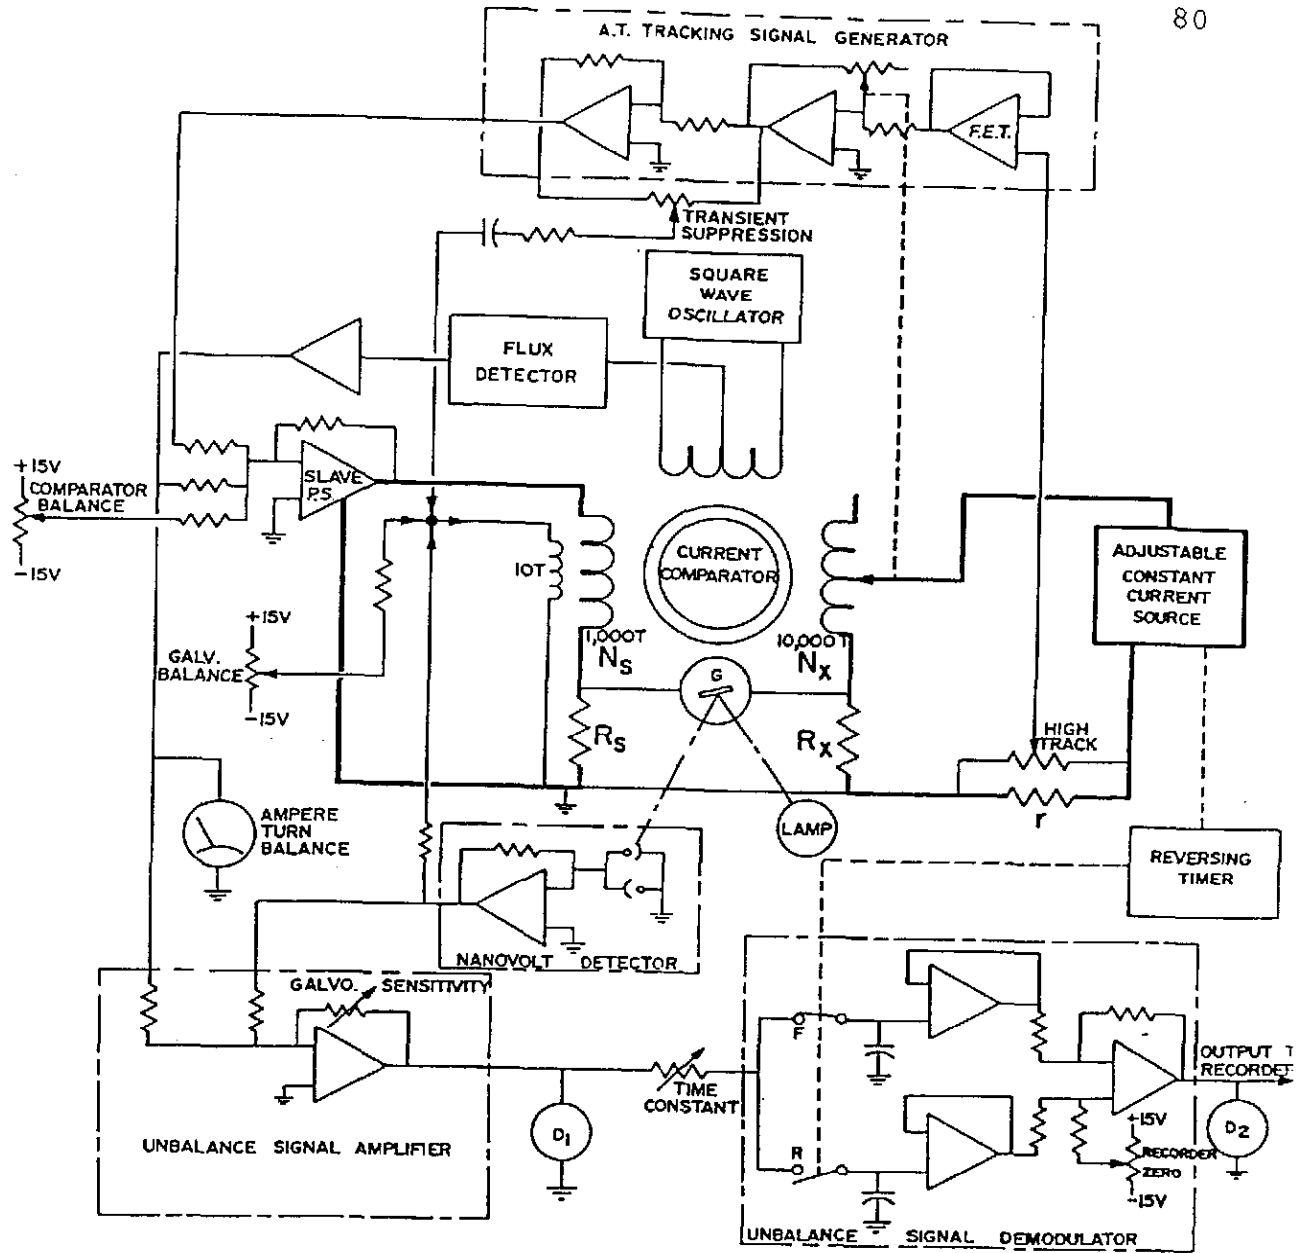 80
A.T. TRACKING SIGNAL GENERATOR
F.E.T.
TRANSIENT
SUPPRESSION
SQUARE
WAVE
OSCILLATOR
FLUX
DETECTOR
SLAVE
P.S.
+15V
COMPARATOR
BALANCE
-15V
10T
CURRENT
COMPARATOR
ADJUSTABLE
CONSTANT
CURRENT
SOURCE
+15V
GALV.
BALANCE
-15V
1,000T
NS
10,000T
NX
G
RS
RX
HIGH
TRACK
r
LAMP
AMPERE
TURN
BALANCE
REVERSING
TIMER
NANOVOLT DETECTOR
GALVO. SENSITIVITY
UNBALANCE SIGNAL AMPLIFIER
D1
TIME
CONSTANT
F
R
OUTPUT T
RECORDER
+15V
RECORDER
ZERO
-15V
D2
UNBALANCE SIGNAL DEMODULATOR